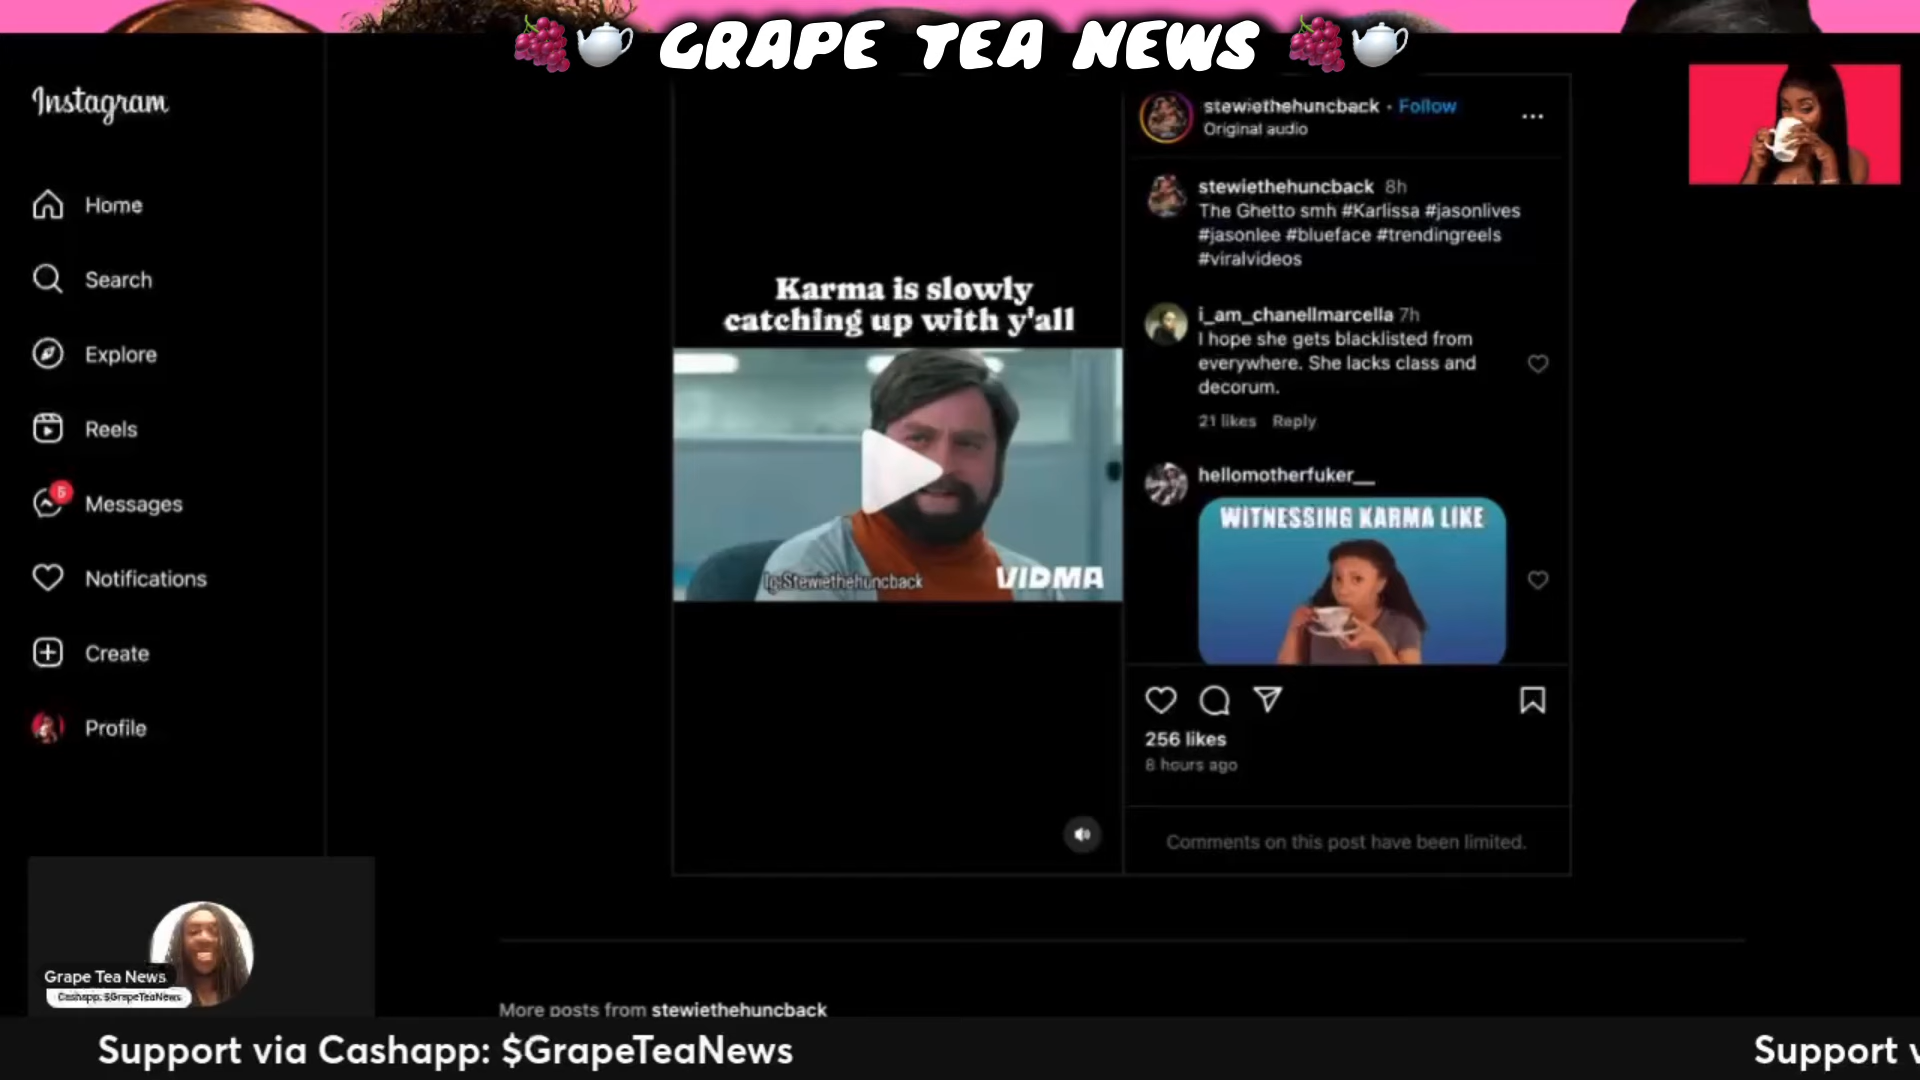 GRAPE TEA NEWS
Instagram
Home
Search
Explore
Reels
5
Messages
Notifications
Create
Profile
Karma is slowly
catching up with y'all
Ig:Stewiethehuncback
VIDMA
stewiethehuncback • Follow
Original audio
stewiethehuncback 8h
The Ghetto smh #Karlissa #jasonlives
#jasonlee #blueface #trendingreels
#viralvideos
i_am_chanellmarcella 7h
I hope she gets blacklisted from
everywhere. She lacks class and
decorum.
21 likes Reply
hellomotherfuker__
WITNESSING KARMA LIKE
256 likes
8 hours ago
Comments on this post have been limited.
More posts from stewiethehuncback
Grape Tea News
Cashapp: $GrapeTeaNews
Support via Cashapp: $GrapeTeaNews
Support v